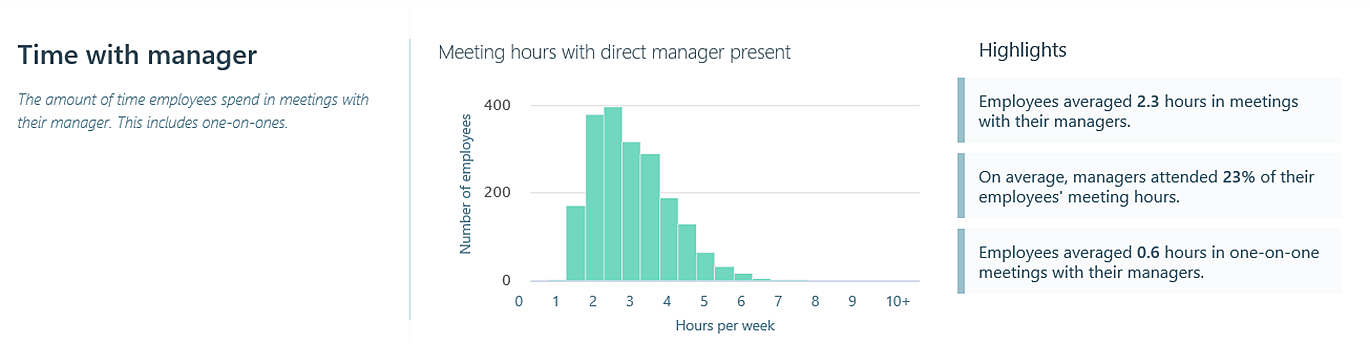 Time with manager
The amount of time employees spend in meetings with
their manager. This includes one-on-ones.
Meeting hours with direct manager present
Number of employees
400
200
0
0 1 2 3 4 5 6 7 8 9 10+
Hours per week
Highlights
Employees averaged 2.3 hours in meetings
with their managers.
On average, managers attended 23% of their
employees' meeting hours.
Employees averaged 0.6 hours in one-on-one
meetings with their managers.